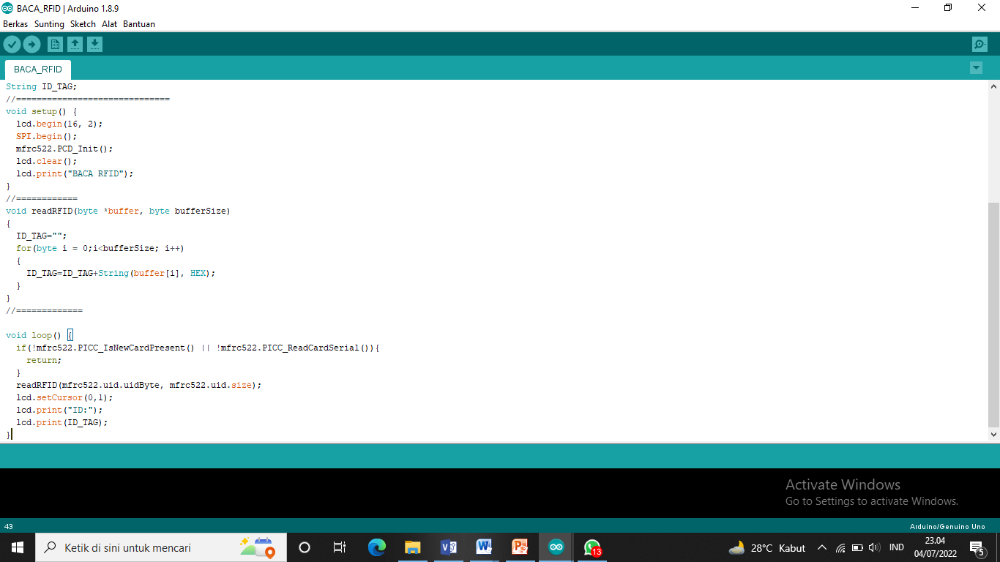 BACA_RFID | Arduino 1.8.9
Berkas Sunting Sketch Alat Bantuan
BACA_RFID
String ID_TAG;
//==============================
void setup() {
  lcd.begin(16, 2);
  SPI.begin();
  mfrc522.PCD_Init();
  lcd.clear();
  lcd.print("BACA RFID");
}
//============
void readRFID(byte *buffer, byte bufferSize)
{
  ID_TAG="";
  for(byte i = 0;i<bufferSize; i++)
  {
    ID_TAG=ID_TAG+String(buffer[i], HEX);
  }
}
//=============
void loop() {
  if(!mfrc522.PICC_IsNewCardPresent() || !mfrc522.PICC_ReadCardSerial()){
    return;
  }
  readRFID(mfrc522.uid.uidByte, mfrc522.uid.size);
  lcd.setCursor(0,1);
  lcd.print("ID:");
  lcd.print(ID_TAG);
}
Activate Windows
Go to Settings to activate Windows.
43
Arduino/Genuino Uno
Ketik di sini untuk mencari
13
28°C Kabut
IND
23.04
04/07/2022
5